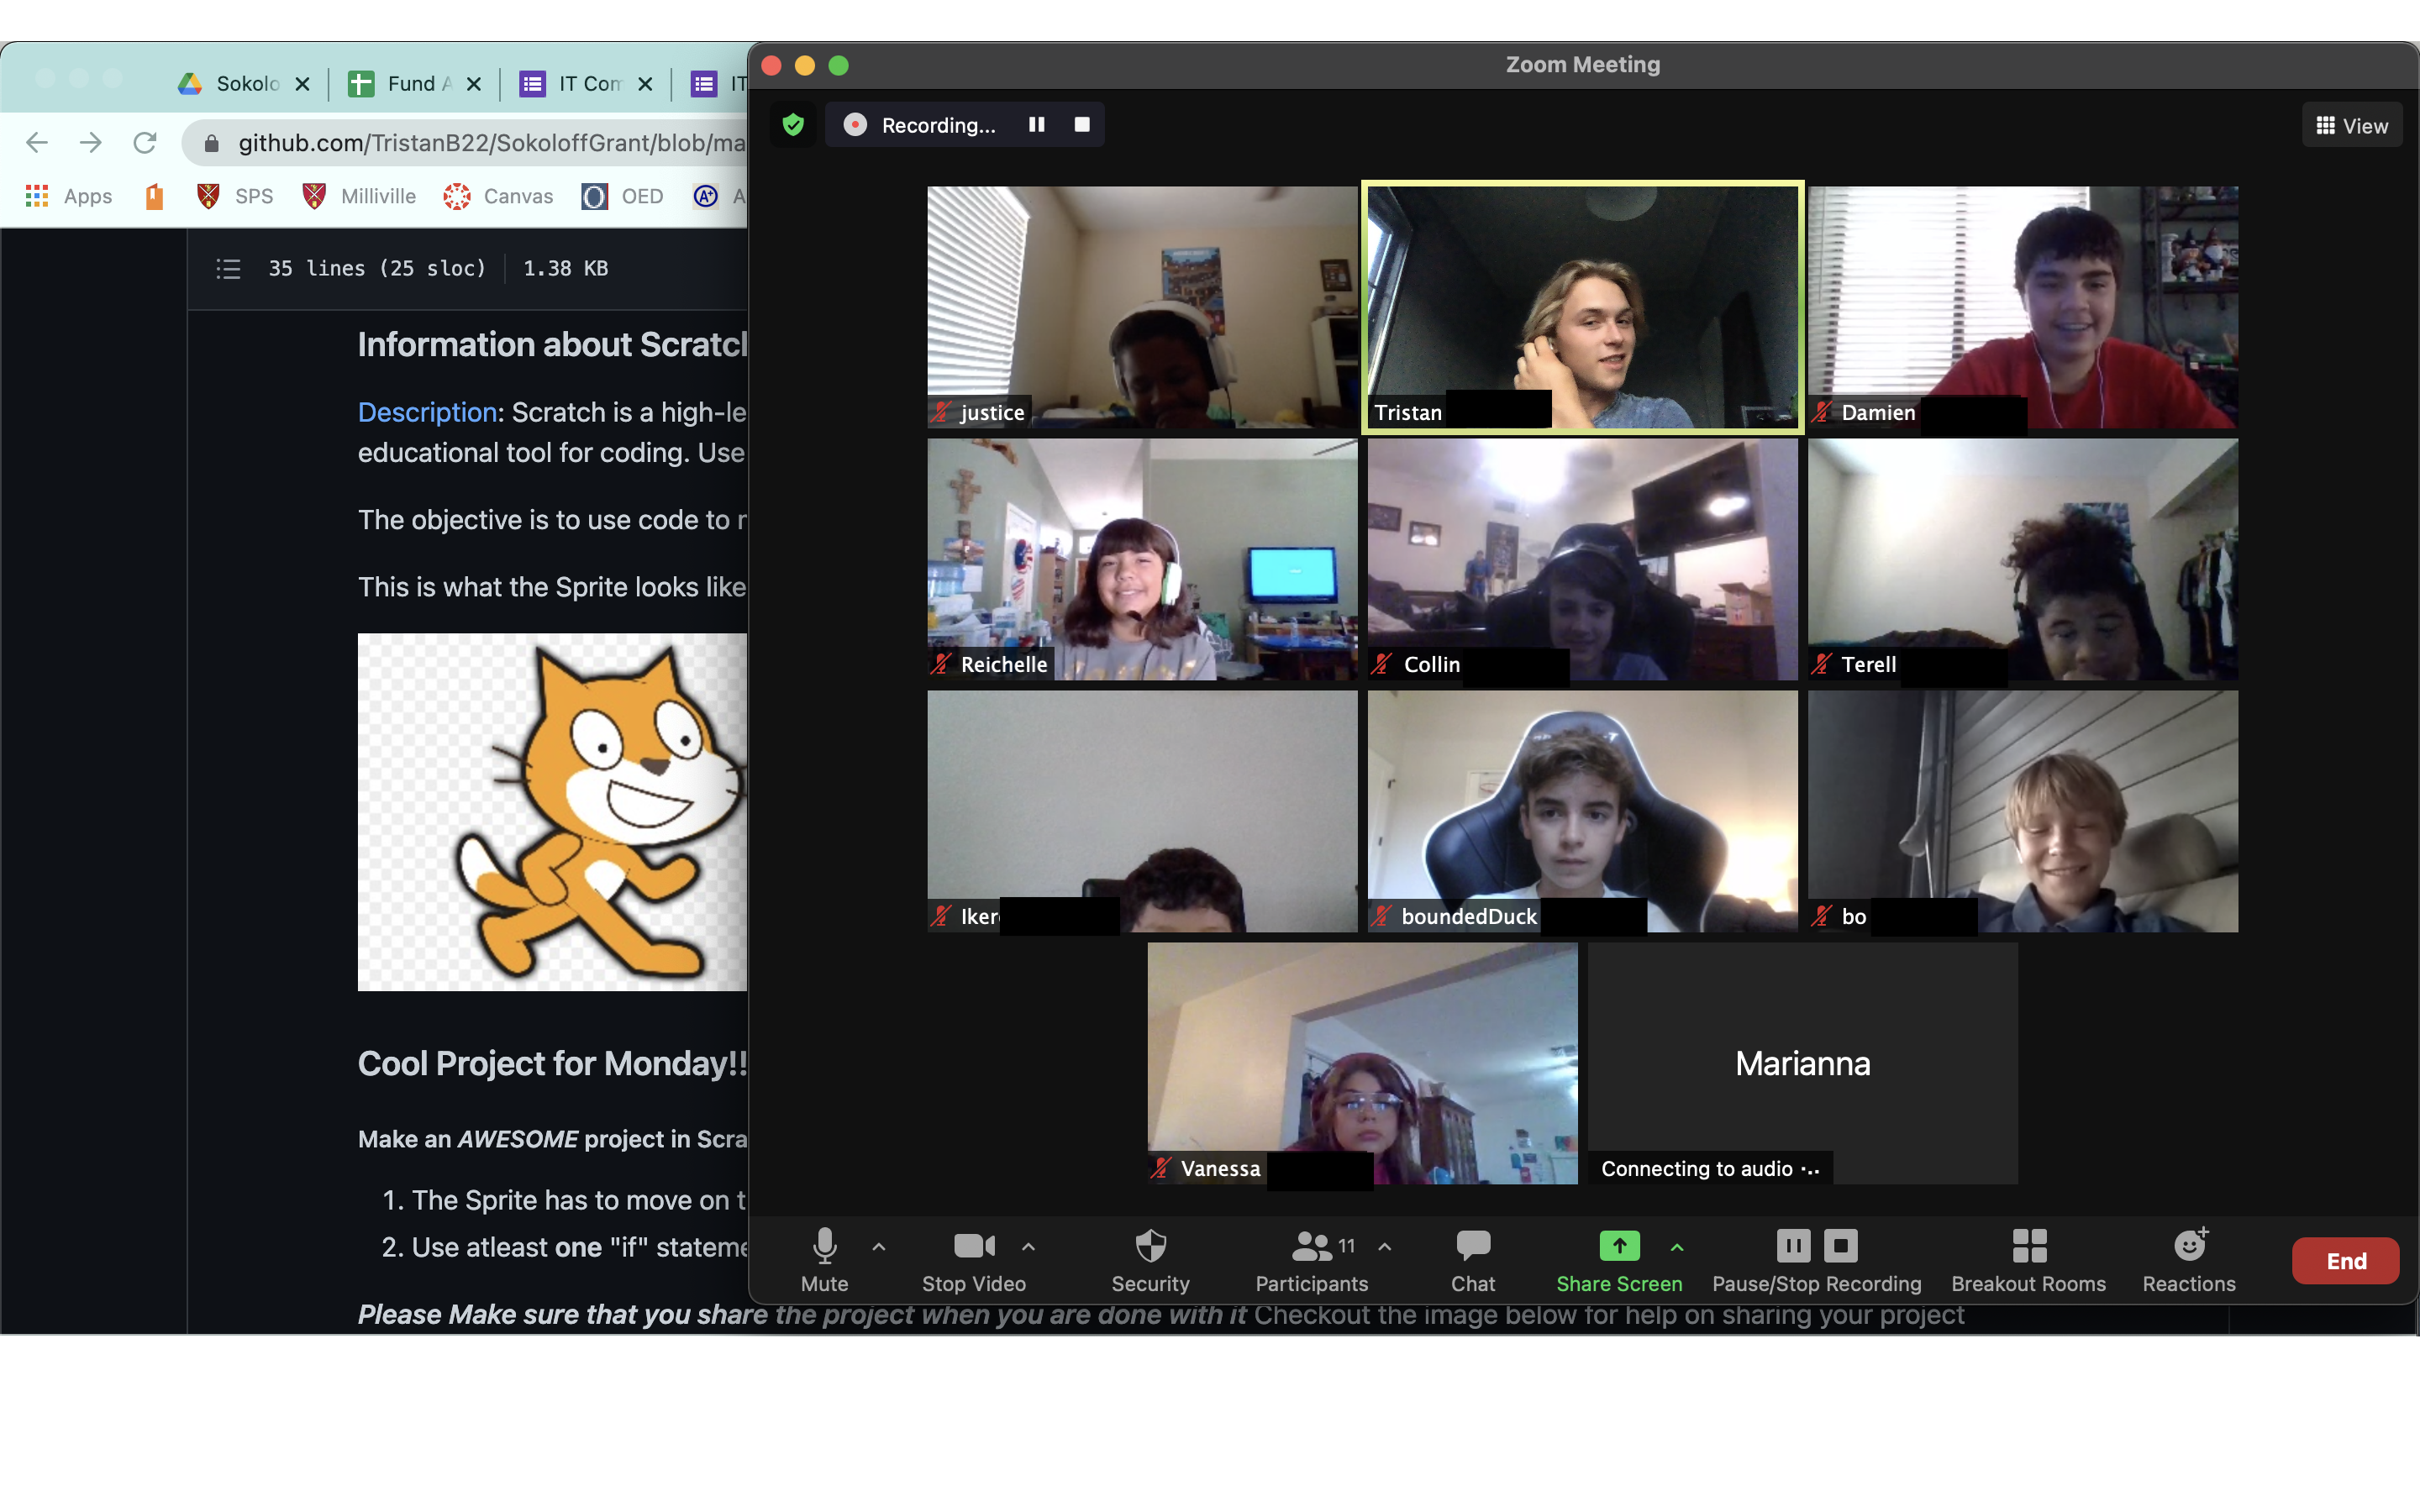 Sokolo
Fund A
IT Com
IT
github.com/TristanB22/SokoloffGrant/blob/ma
Apps
SPS
Milliville
Canvas
OED
A+
A
35 lines (25 sloc)
1.38 KB
Information about Scratch
Description: Scratch is a high-le
educational tool for coding. Use
The objective is to use code to r
This is what the Sprite looks like
Cool Project for Monday!!
Make an AWESOME project in Scra
1. The Sprite has to move on t
2. Use atleast one "if" stateme
Please Make sure that you share the project when you are done with it Checkout the image below for help on sharing your project
Zoom Meeting
Recording...
View
justice
Tristan
Damien
Reichelle
Collin
Terell
Iker
boundedDuck
bo
Vanessa
Marianna
Connecting to audio ...
Mute
Stop Video
Security
11
Participants
Chat
Share Screen
Pause/Stop Recording
Breakout Rooms
Reactions
End